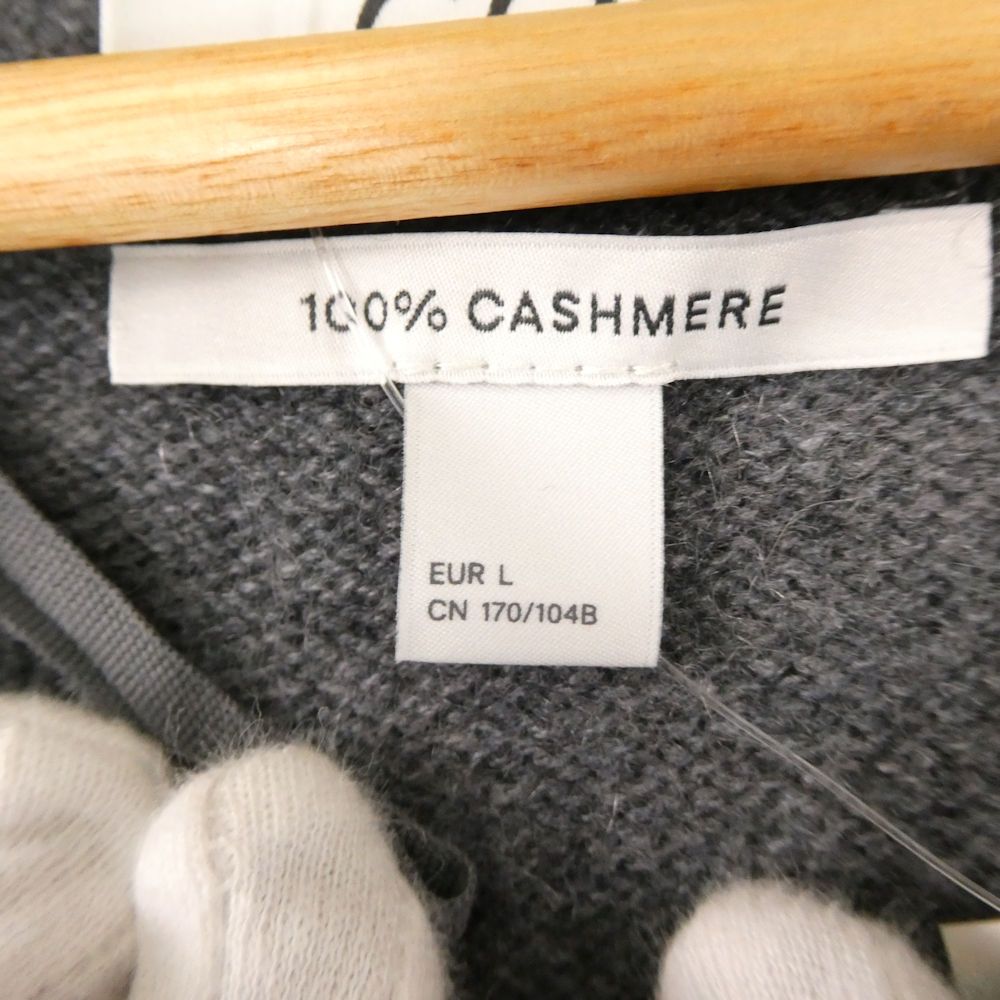 100% CASHMERE
EUR L
CN 170/104B